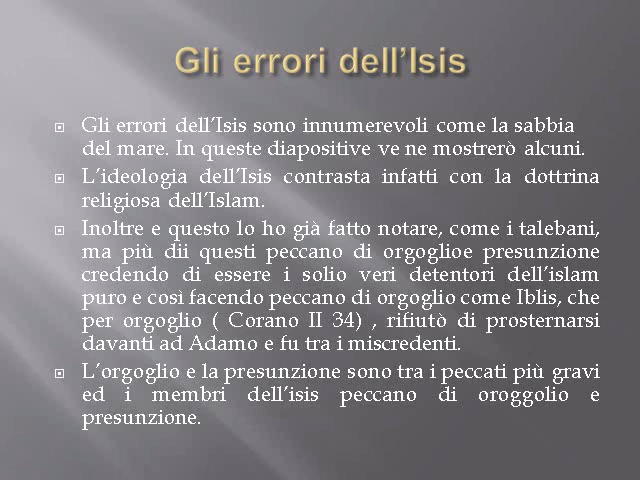 Gli errori dell'Isis
Gli errori dell'Isis sono innumerevoli come la sabbia
del mare. In queste diapositive ve ne mostrerò alcuni.
L'ideologia dell'Isis contrasta infatti con la dottrina
religiosa dell'Islam.
Inoltre e questo lo ho già fatto notare, come i talebani,
ma più dii questi peccano di orgoglioe presunzione
credendo di essere i solio veri detentori dell'islam
puro e così facendo peccano di orgoglio come Iblis, che
per orgoglio ( Corano II 34) , rifiutò di prosternarsi
davanti ad Adamo e fu tra i miscredenti.
L'orgoglio e la presunzione sono tra i peccati più gravi
ed i membri dell'isis peccano di oroggolio e
presunzione.